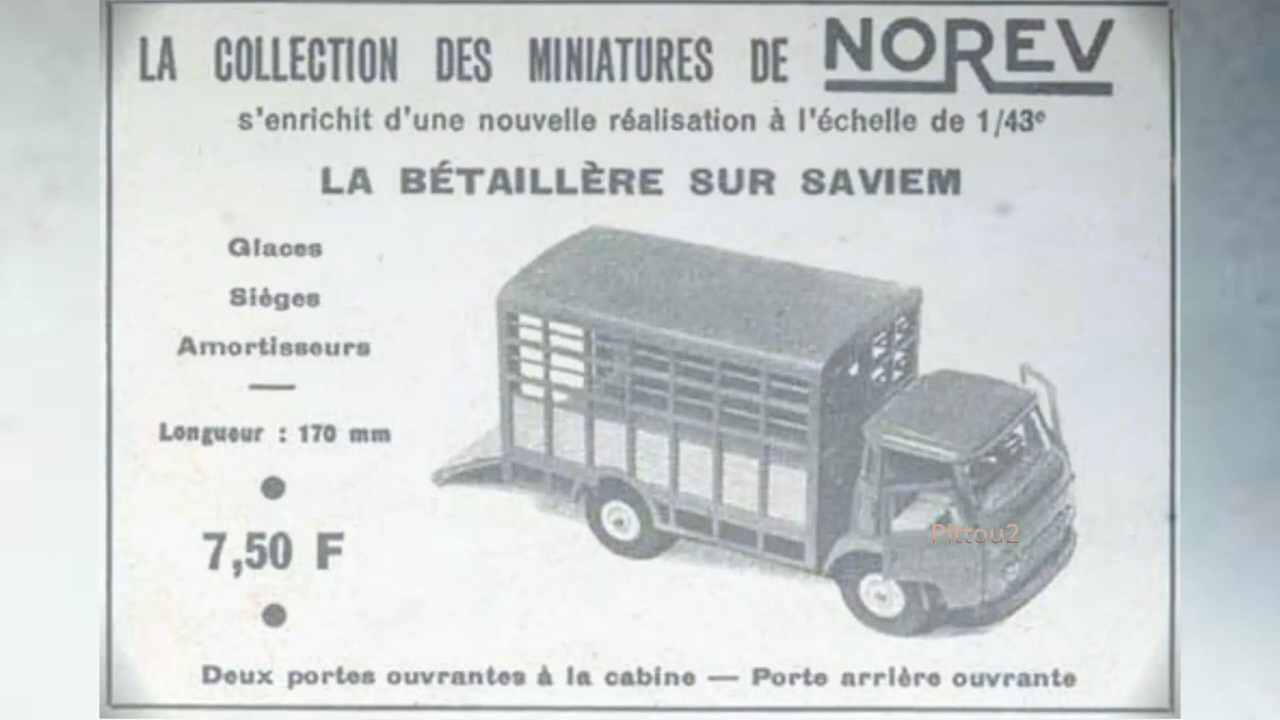 LA COLLECTION DES MINIATURES DE NOREV
s'enrichit d'une nouvelle réalisation à l'échelle de 1/43e
LA BÉTAILLÈRE SUR SAVIEM
Glaces
Sièges
Amortisseurs
—
Longueur : 170 mm
7,50 F
Pittou2
Deux portes ouvrantes à la cabine — Porte arrière ouvrante